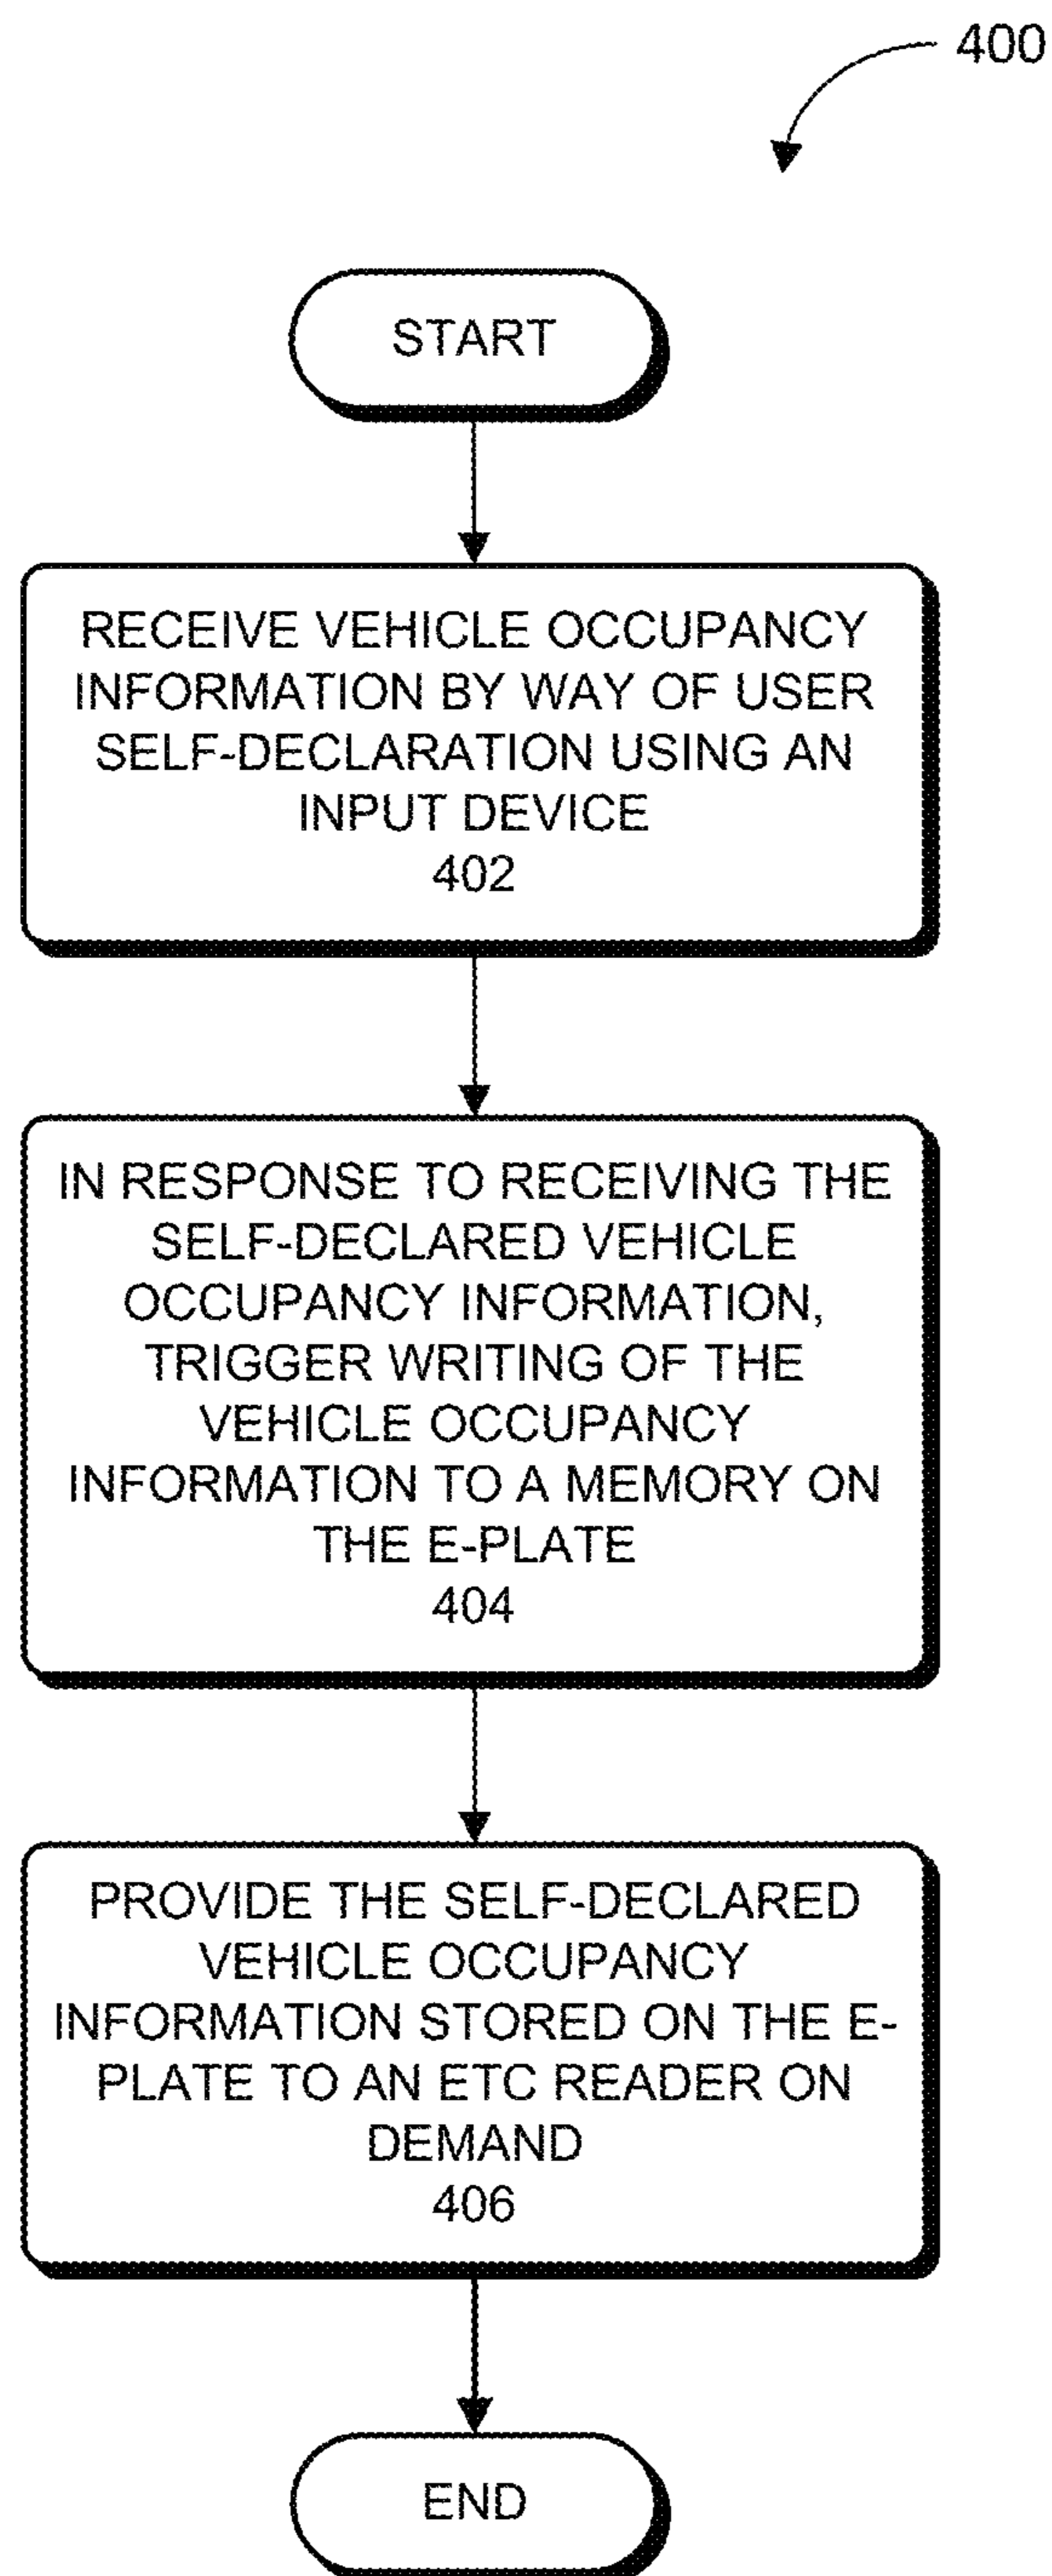 400
START
RECEIVE VEHICLE OCCUPANCY
INFORMATION BY WAY OF USER
SELF-DECLARATION USING AN
INPUT DEVICE
402
IN RESPONSE TO RECEIVING THE
SELF-DECLARED VEHICLE
OCCUPANCY INFORMATION,
TRIGGER WRITING OF THE
VEHICLE OCCUPANCY
INFORMATION TO A MEMORY ON
THE E-PLATE
404
PROVIDE THE SELF-DECLARED
VEHICLE OCCUPANCY
INFORMATION STORED ON THE E-
PLATE TO AN ETC READER ON
DEMAND
406
END